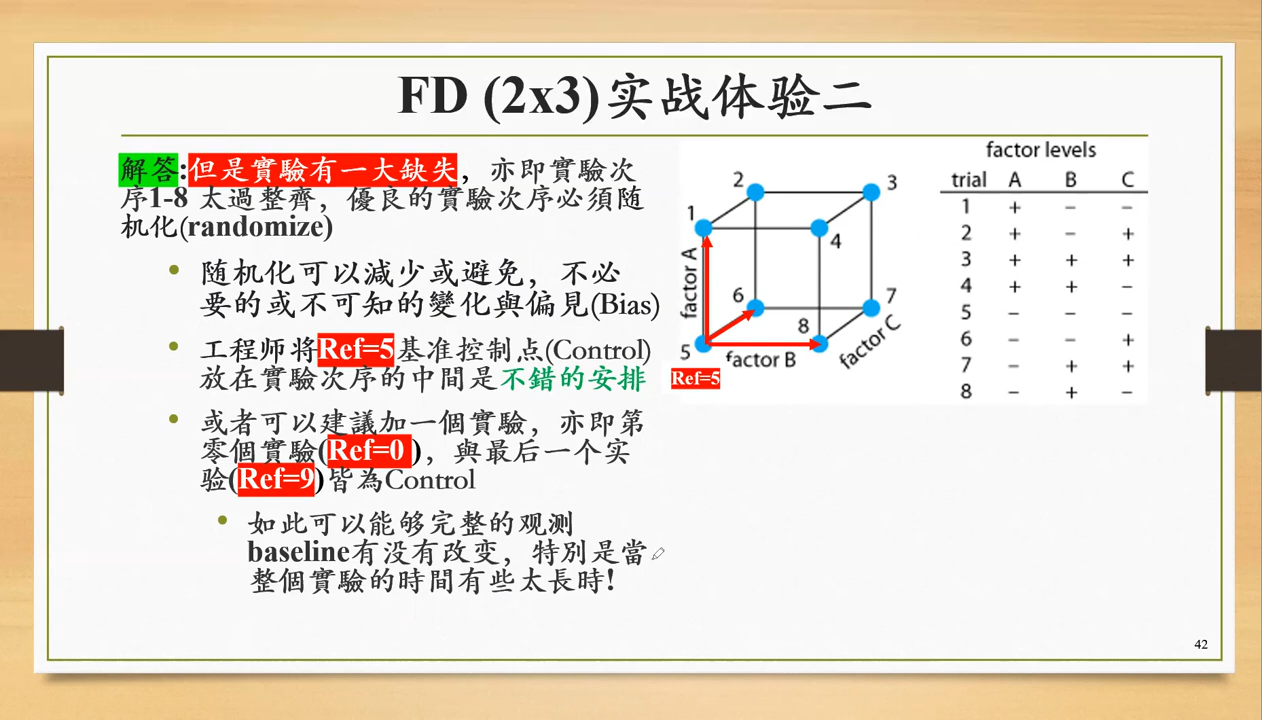 FD (2x3)实战体验二
解答:但是實驗有一大缺失，亦即實驗次
序1-8 太過整齊，優良的實驗次序必須随
机化(randomize)
• 随机化可以減少或避免，不必
要的或不可知的變化與偏見(Bias)
• 工程师将Ref=5基准控制点(Control)
放在實驗次序的中間是不錯的安排
• 或者可以建議加一個實驗，亦即第
零個實驗(Ref=0 )，與最后一个实
验(Ref=9)皆為Control
• 如此可以能够完整的观测
baseline有没有改变，特別是當
整個實驗的時間有些太長時!
2
3
1
4
factor A
6
7
8
5
factor B
factor C
Ref=5
factor levels
trial A B C
1 + – –
2 + – +
3 + + +
4 + + –
5 – – –
6 – – +
7 – + +
8 – + –
42